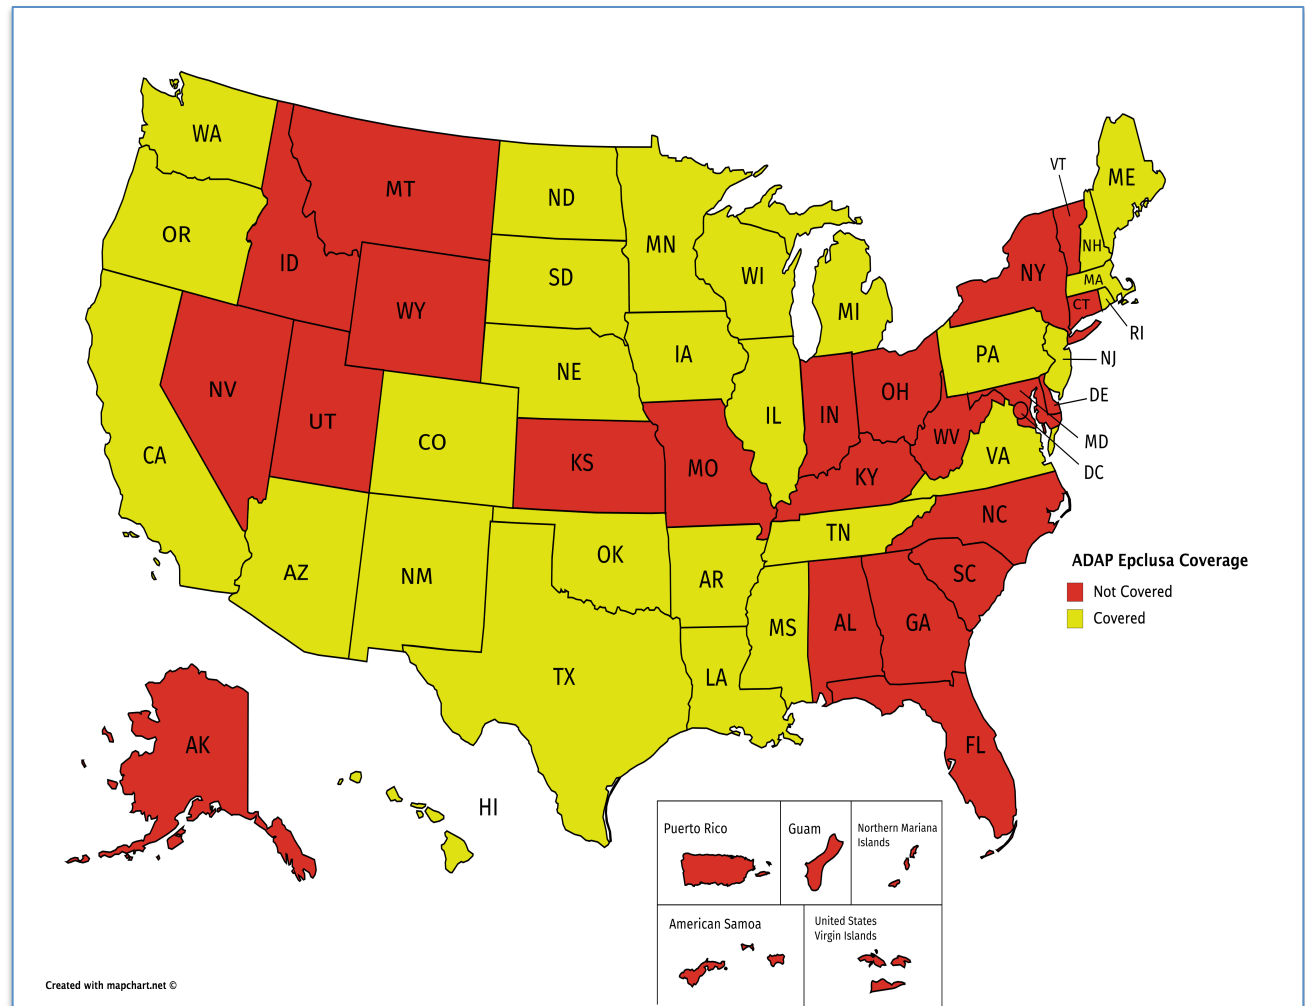 WA
VT
ME
MT
ND
OR
MN
NH
ID
SD
WI
NY
MA
WY
MI
CT
RI
IA
PA
NJ
NE
NV
OH
DE
UT
IL
IN
CO
WV
MD
CA
KS
MO
VA
DC
KY
NC
TN
OK
ADAP Epclusa Coverage
AZ
NM
AR
SC
Not Covered
Covered
MS
AL
GA
TX
LA
AK
FL
HI
Puerto Rico
Guam
Northern Mariana
Islands
American Samoa
United States
Virgin Islands
Created with mapchart.net ©